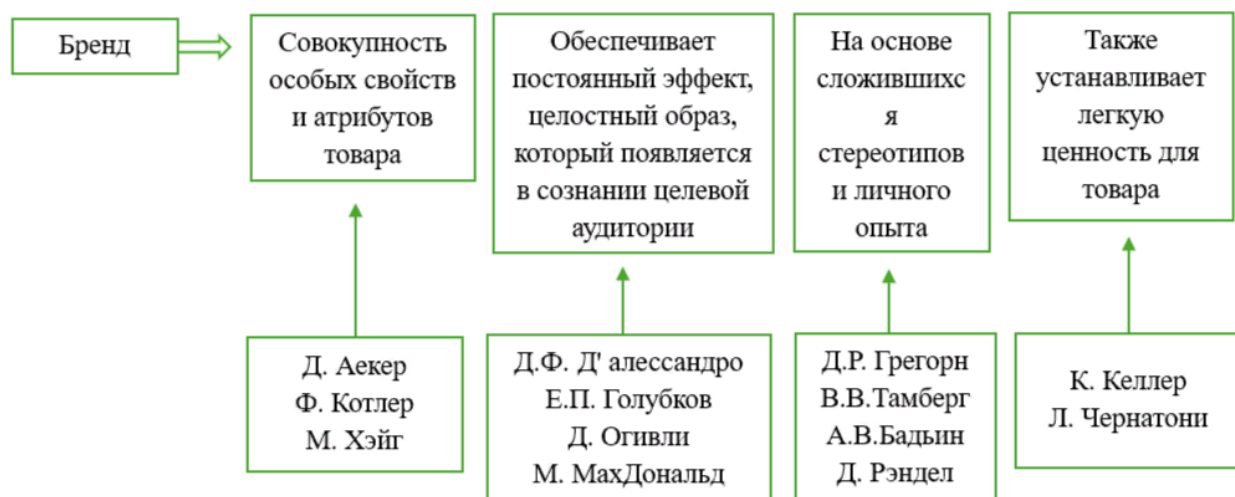 Бренд
Совокупность
особых свойств
и атрибутов
товара
Обеспечивает
постоянный эффект,
целостный образ,
который появляется
в сознании целевой
аудитории
На основе
сложившихс
я
стереотипов
и личного
опыта
Также
устанавливает
легкую
ценность для
товара
Д. Аекер
Ф. Котлер
М. Хэйг
Д.Ф. Д' алессандро
Е.П. Голубков
Д. Огивли
М. МахДональд
Д.Р. Грегорн
В.В.Тамберг
А.В.Бадьин
Д. Рэндел
К. Келлер
Л. Чернатони